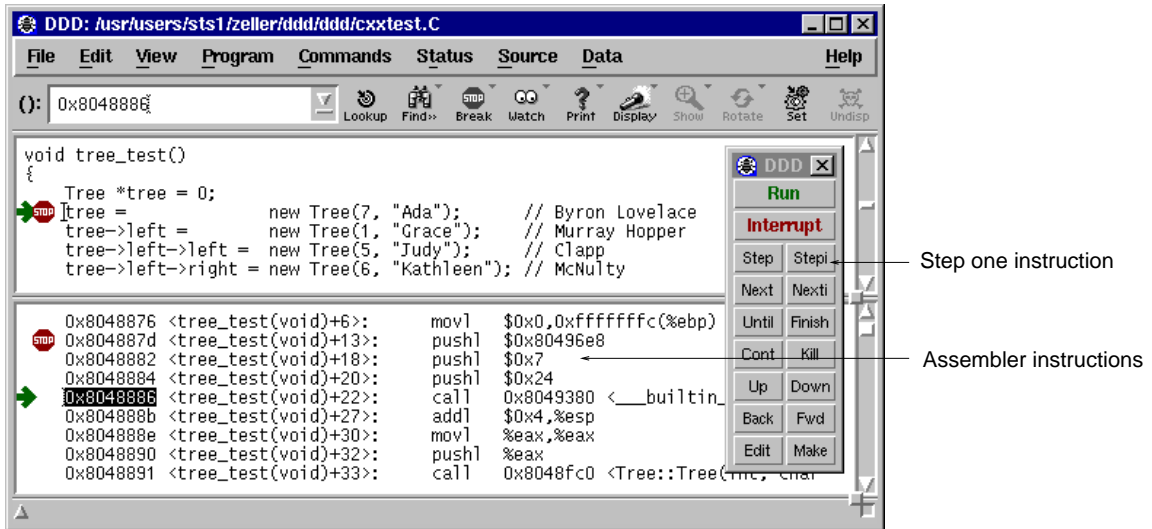 DDD: /usr/users/sts1/zeller/ddd/ddd/cxxtest.C
File Edit View Program Commands Status Source Data Help
(): 0x8048886
Lookup Find» Break Watch Print Display Show Rotate Set Undisp
void tree_test()
{
Tree *tree = 0;
STOP tree = new Tree(7, "Ada"); // Byron Lovelace
tree->left = new Tree(1, "Grace"); // Murray Hopper
tree->left->left = new Tree(5, "Judy"); // Clapp
tree->left->right = new Tree(6, "Kathleen"); // McNulty
0x8048876 <tree_test(void)+6>: movl $0x0,0xfffffffc(%ebp)
STOP 0x804887d <tree_test(void)+13>: pushl $0x80496e8
0x8048882 <tree_test(void)+18>: pushl $0x7
0x8048884 <tree_test(void)+20>: pushl $0x24
0x8048886 <tree_test(void)+22>: call 0x8049380 <___builtin_
0x804888b <tree_test(void)+27>: addl $0x4,%esp
0x804888e <tree_test(void)+30>: movl %eax,%eax
0x8048890 <tree_test(void)+32>: pushl %eax
0x8048891 <tree_test(void)+33>: call 0x8048fc0 <Tree::Tree(int, char
DDD
Run
Interrupt
Step Stepi
Next Nexti
Until Finish
Cont Kill
Up Down
Back Fwd
Edit Make
Step one instruction
Assembler instructions